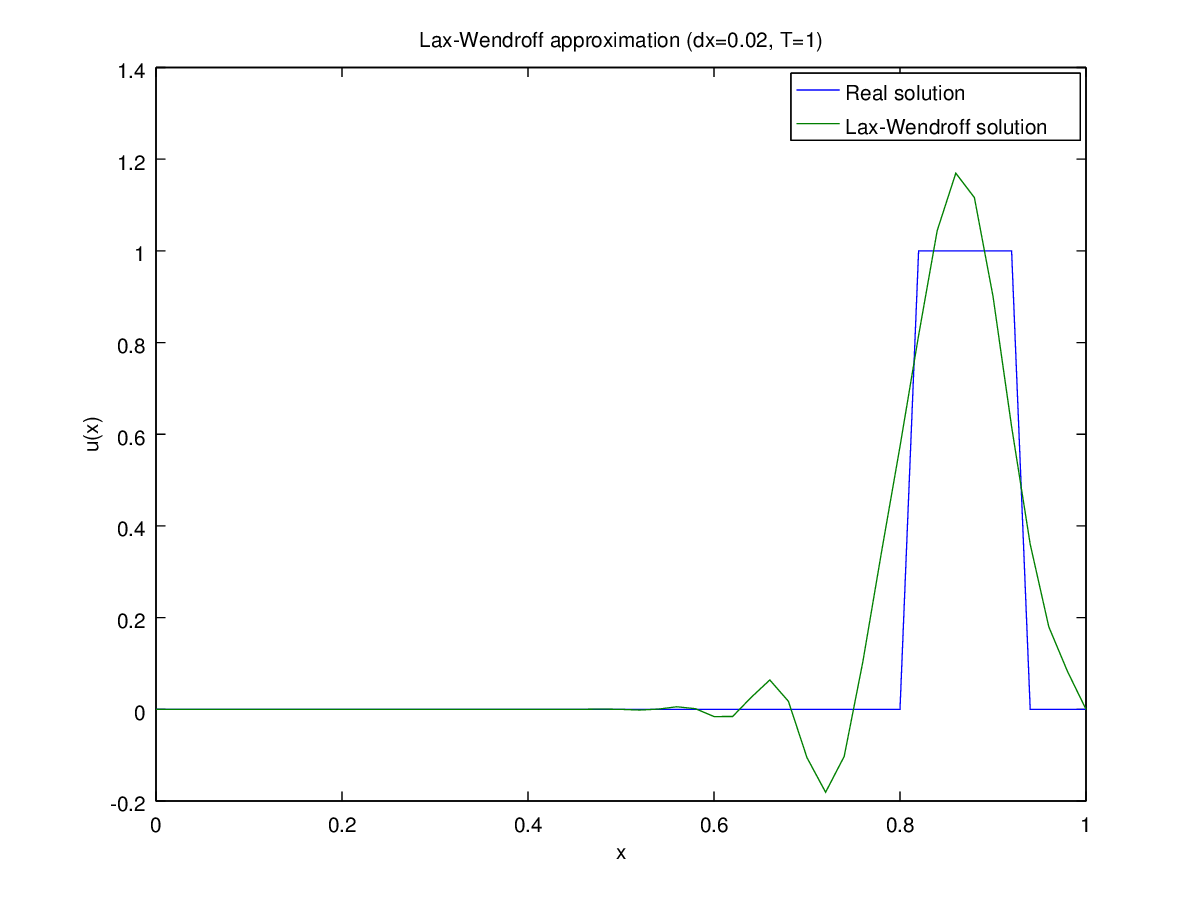 Lax-Wendroff approximation (dx=0.02, T=1)
1.4
Real solution
Lax-Wendroff solution
1.2
1
0.8
0.6
u(x)
0.4
0.2
0
-0.2
0 0.2 0.4 0.6 0.8 1
x